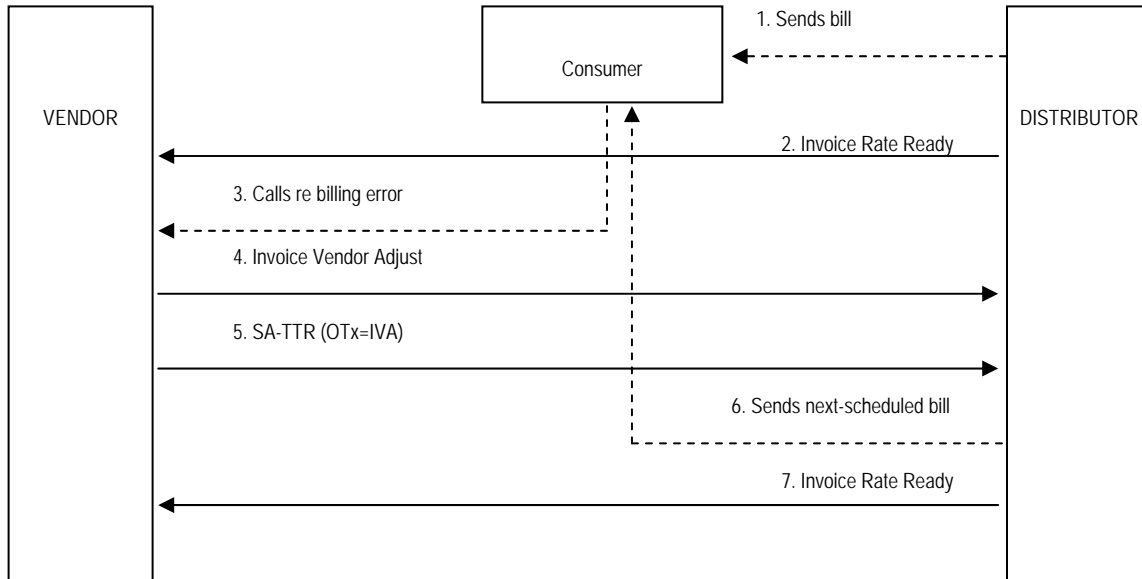 1. Sends bill
Consumer
VENDOR
DISTRIBUTOR
2. Invoice Rate Ready
3. Calls re billing error
4. Invoice Vendor Adjust
5. SA-TTR (OTx=IVA)
6. Sends next-scheduled bill
7. Invoice Rate Ready